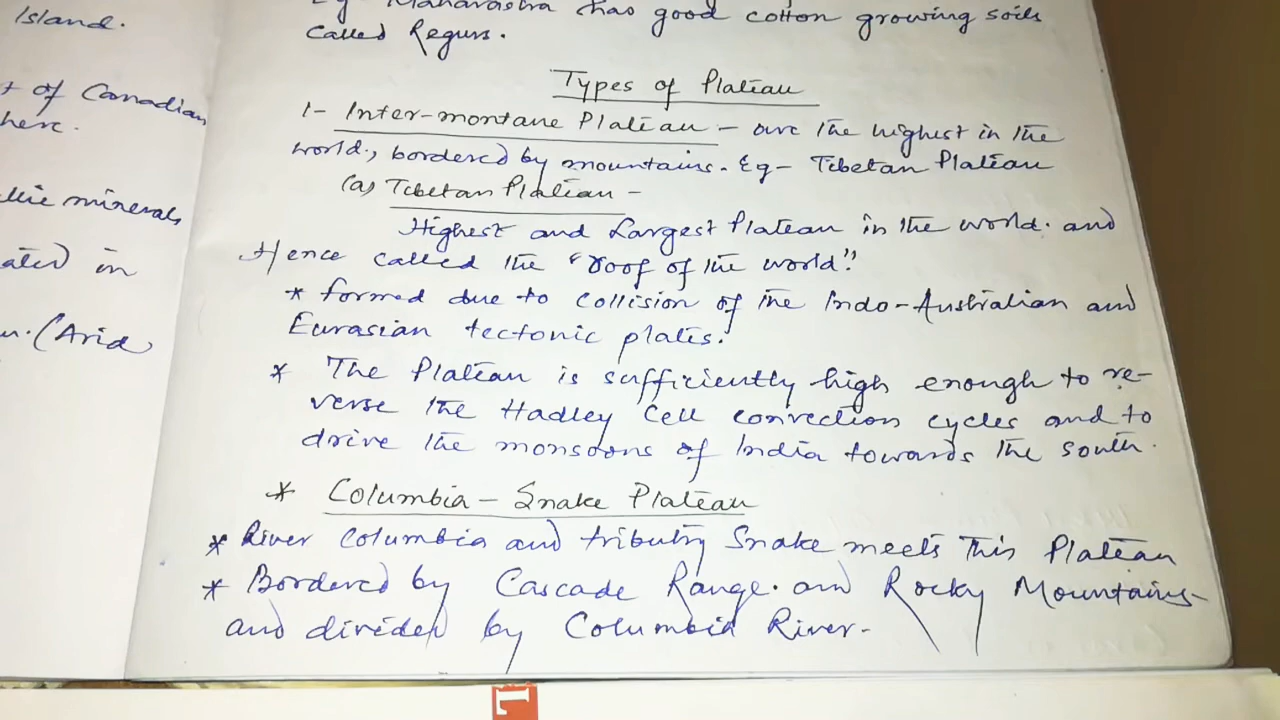 Island.
t of Canadian
here.
llic minerals
ated in
u. (Arid
Eg Maharastra has good cotton growing soils
called Regurs.
Types of Plateau
1- Inter-montane Plateau - are the highest in the
world., bordered by mountains. Eg- Tibetan Plateau
(a) Tibetan Plateau -
Highest and Largest Plateau in the world. and
Hence called the "roof of the world".
* formed due to collision of the Indo-Australian and
Eurasian tectonic plates.
* The Plateau is sufficiently high enough to re-
verse the Hadley Cell convection cycles and to
drive the monsoons of India towards the south.
* Columbia - Snake Plateau
* River Columbia and tributry Snake meets this Plateau
* Bordered by Cascade Range. and Rocky Mountains-
and divided by Columbia River-
L